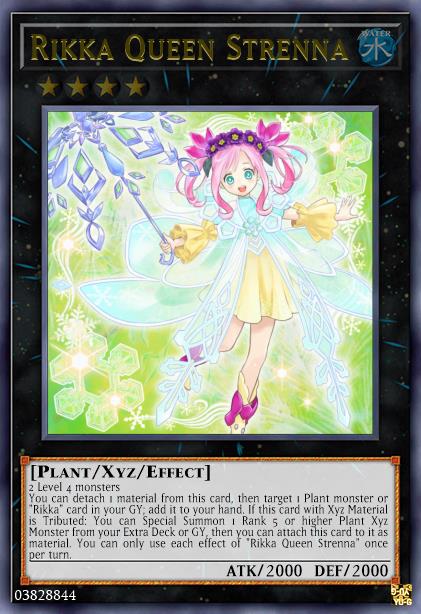 Rikka Queen Strenna
WATER
水
[Plant/Xyz/Effect]
2 Level 4 monsters
You can detach 1 material from this card, then target 1 Plant monster or
"Rikka" card in your GY; add it to your hand. If this card with Xyz Material
is Tributed: You can Special Summon 1 Rank 5 or higher Plant Xyz
Monster from your Extra Deck or GY, then you can attach this card to it as
material. You can only use each effect of "Rikka Queen Strenna" once
per turn.
ATK/2000 DEF/2000
03828844